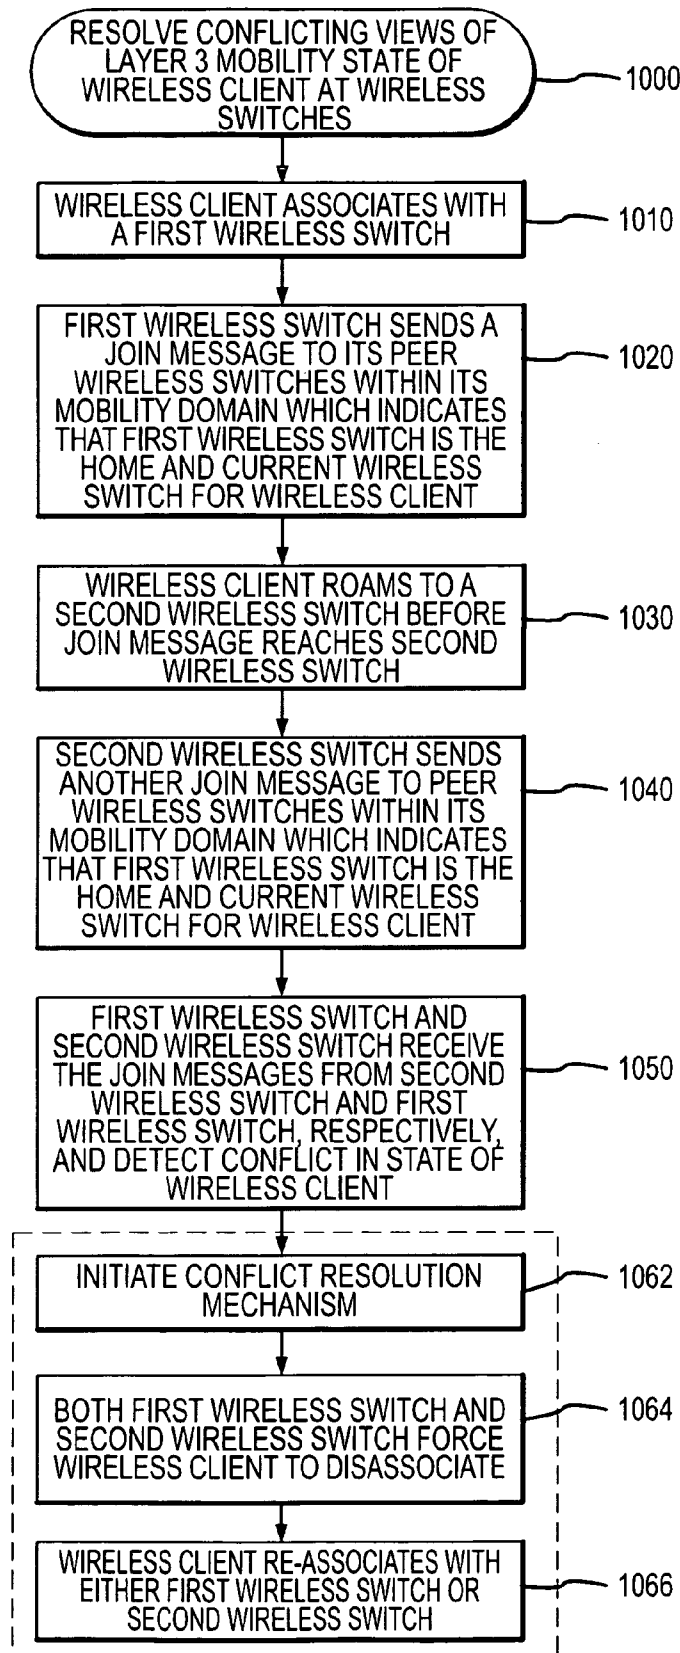 RESOLVE CONFLICTING VIEWS OF
LAYER 3 MOBILITY STATE OF
WIRELESS CLIENT AT WIRELESS
SWITCHES
1000
WIRELESS CLIENT ASSOCIATES WITH
A FIRST WIRELESS SWITCH
1010
FIRST WIRELESS SWITCH SENDS A
JOIN MESSAGE TO ITS PEER
WIRELESS SWITCHES WITHIN ITS
MOBILITY DOMAIN WHICH INDICATES
THAT FIRST WIRELESS SWITCH IS THE
HOME AND CURRENT WIRELESS
SWITCH FOR WIRELESS CLIENT
1020
WIRELESS CLIENT ROAMS TO A
SECOND WIRELESS SWITCH BEFORE
JOIN MESSAGE REACHES SECOND
WIRELESS SWITCH
1030
SECOND WIRELESS SWITCH SENDS
ANOTHER JOIN MESSAGE TO PEER
WIRELESS SWITCHES WITHIN ITS
MOBILITY DOMAIN WHICH INDICATES
THAT FIRST WIRELESS SWITCH IS THE
HOME AND CURRENT WIRELESS
SWITCH FOR WIRELESS CLIENT
1040
FIRST WIRELESS SWITCH AND
SECOND WIRELESS SWITCH RECEIVE
THE JOIN MESSAGES FROM SECOND
WIRELESS SWITCH AND FIRST
WIRELESS SWITCH, RESPECTIVELY,
AND DETECT CONFLICT IN STATE OF
WIRELESS CLIENT
1050
INITIATE CONFLICT RESOLUTION
MECHANISM
1062
BOTH FIRST WIRELESS SWITCH AND
SECOND WIRELESS SWITCH FORCE
WIRELESS CLIENT TO DISASSOCIATE
1064
WIRELESS CLIENT RE-ASSOCIATES WITH
EITHER FIRST WIRELESS SWITCH OR
SECOND WIRELESS SWITCH
1066